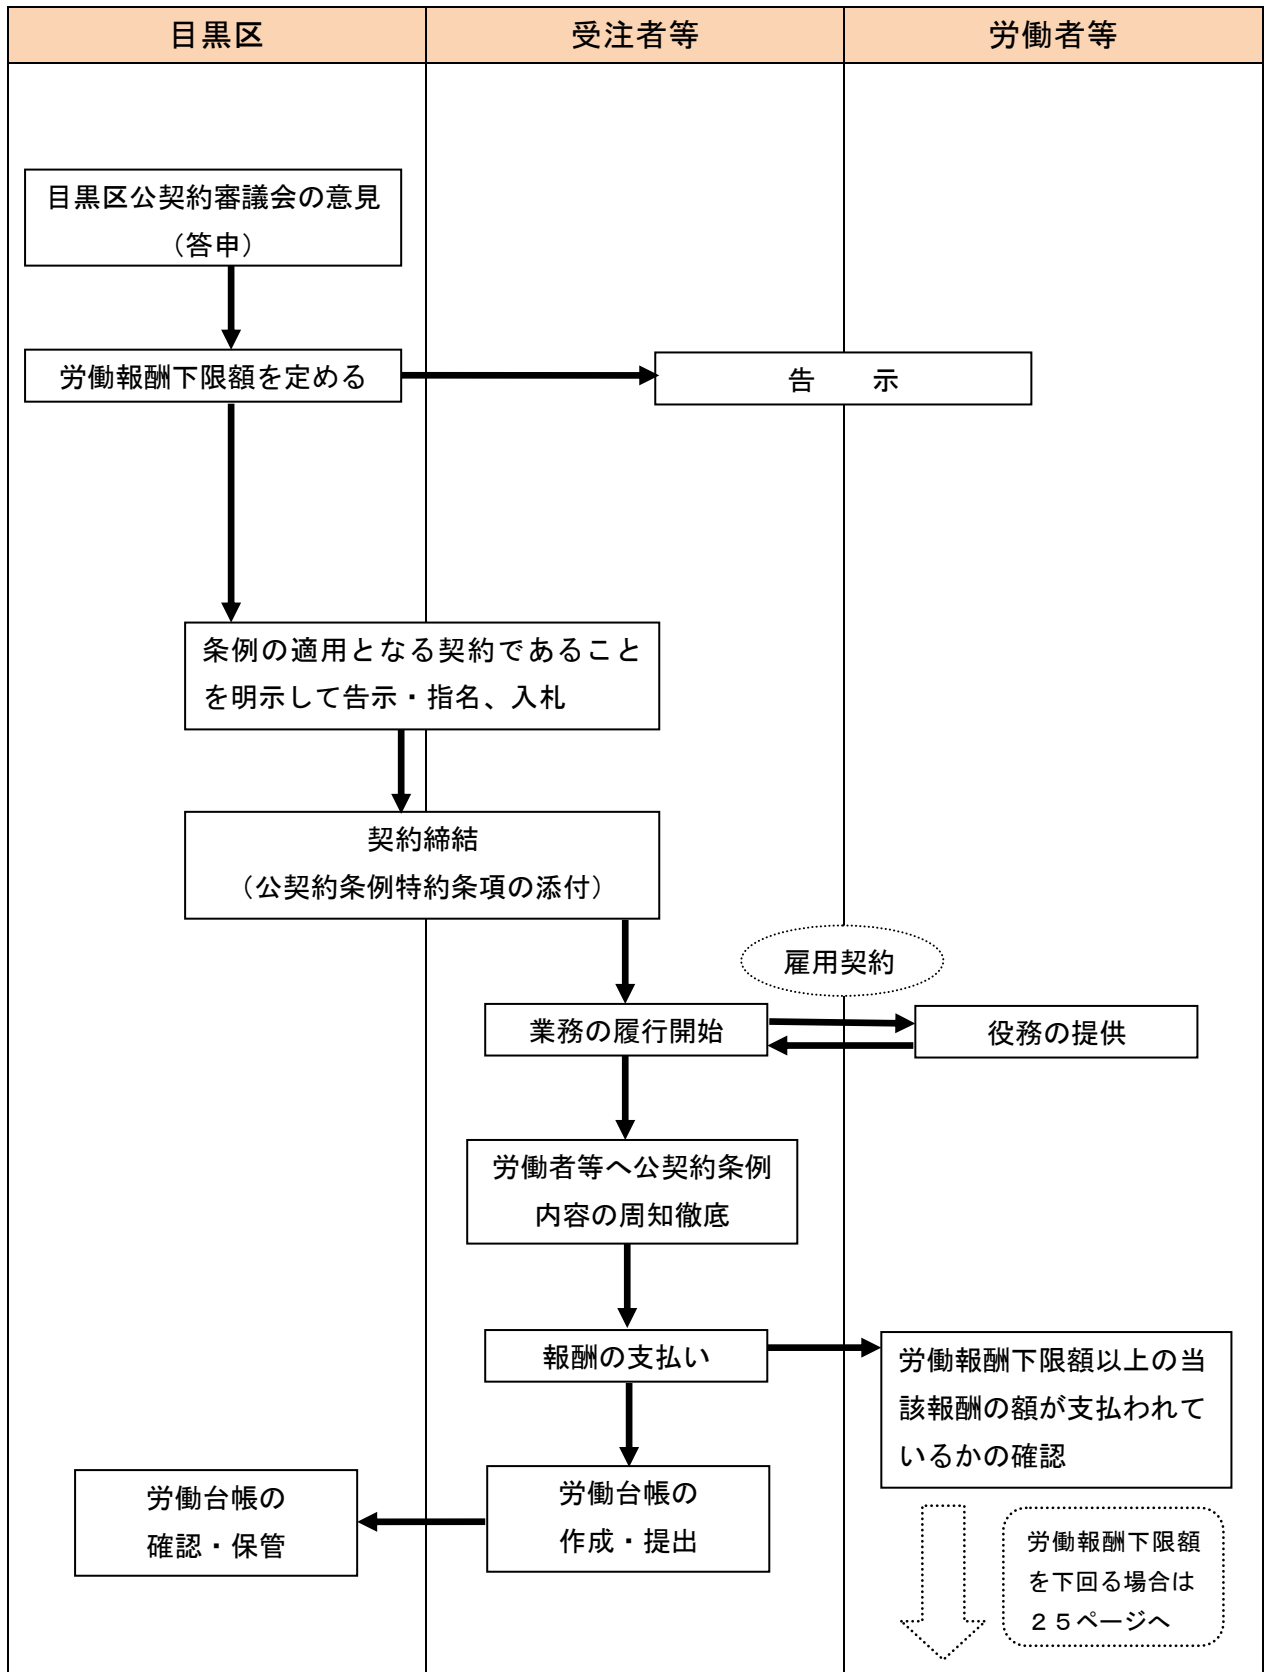 目黒区
受注者等
労働者等
目黒区公契約審議会の意見
（答申）
労働報酬下限額を定める
告　　示
条例の適用となる契約であること
を明示して告示・指名、入札
契約締結
（公契約条例特約条項の添付）
雇用契約
業務の履行開始
役務の提供
労働者等へ公契約条例
内容の周知徹底
報酬の支払い
労働報酬下限額以上の当
該報酬の額が支払われて
いるかの確認
労働台帳の
作成・提出
労働台帳の
確認・保管
労働報酬下限額
を下回る場合は
２５ページへ